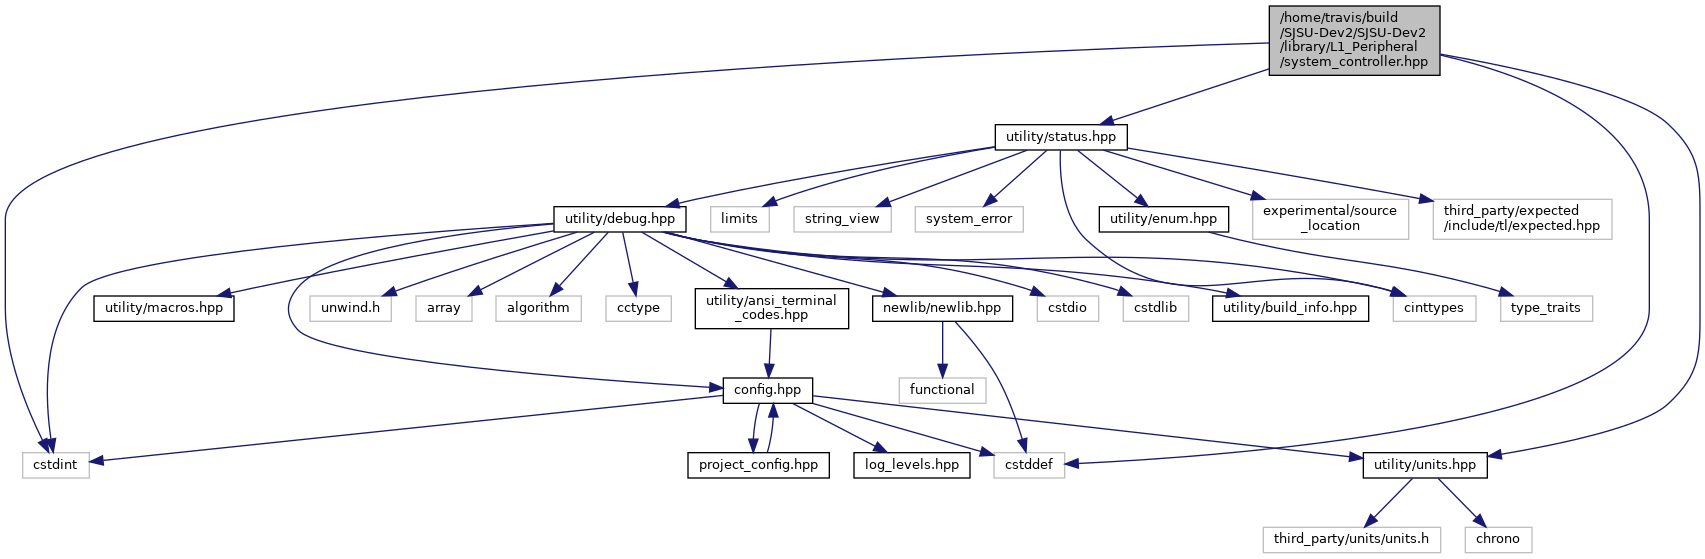 /home/travis/build
/SJSU-Dev2/SJSU-Dev2
/library/L1_Peripheral
/system_controller.hpp
utility/status.hpp
utility/debug.hpp
limits
string_view
system_error
utility/enum.hpp
experimental/source
_location
third_party/expected
/include/tl/expected.hpp
utility/macros.hpp
unwind.h
array
algorithm
cctype
utility/ansi_terminal
_codes.hpp
newlib/newlib.hpp
cstdio
cstdlib
utility/build_info.hpp
cinttypes
type_traits
config.hpp
functional
cstdint
project_config.hpp
log_levels.hpp
cstddef
utility/units.hpp
third_party/units/units.h
chrono